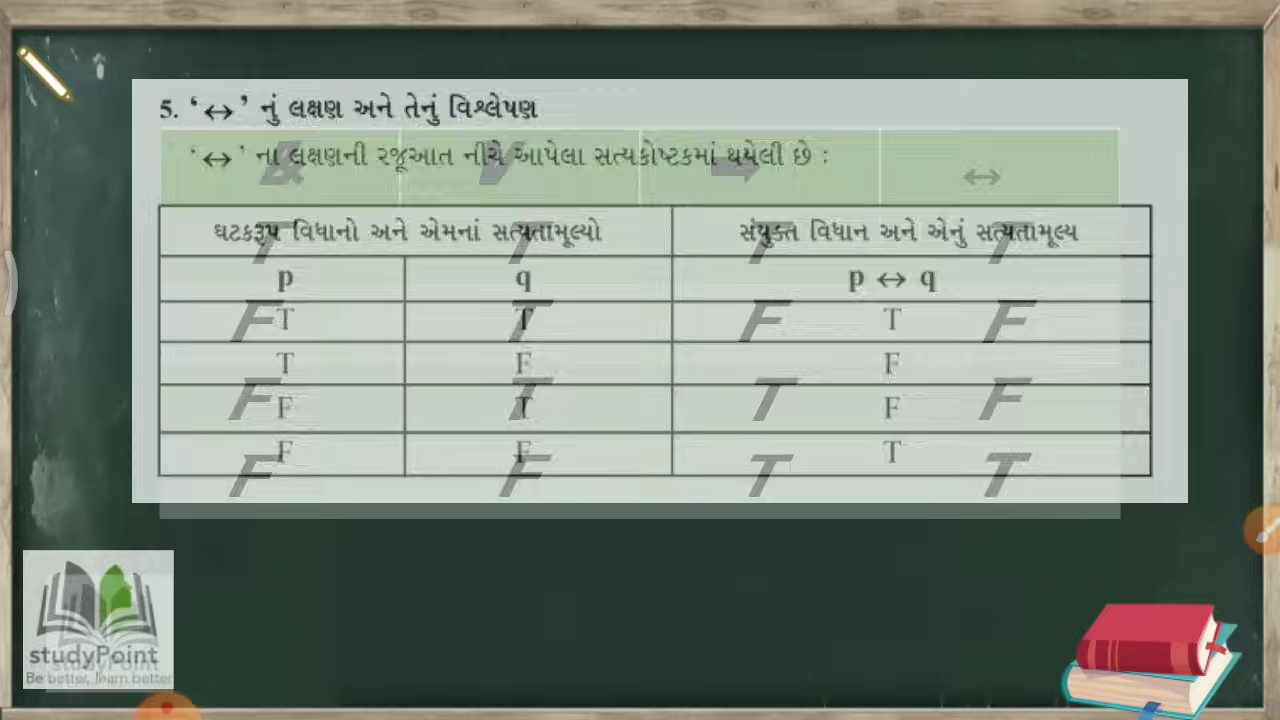 5. ‘ ↔ ’ નું લક્ષણ અને તેનું વિશ્લેષણ
‘ ↔ ’ ના લક્ષણની રજૂઆત નીચે આપેલા સત્યકોષ્ટકમાં થયેલી છે :
& V ➡ ↔
ઘટકરૂપ વિધાનો અને એમનાં સત્યતામૂલ્યો સંયુક્ત વિધાન અને એનું સત્યતામૂલ્ય
T T T T
p q p ↔ q
T T T
F T F F
T F F
F T F
F T T F
F F T
F F T T
studyPoint
Be better, learn better